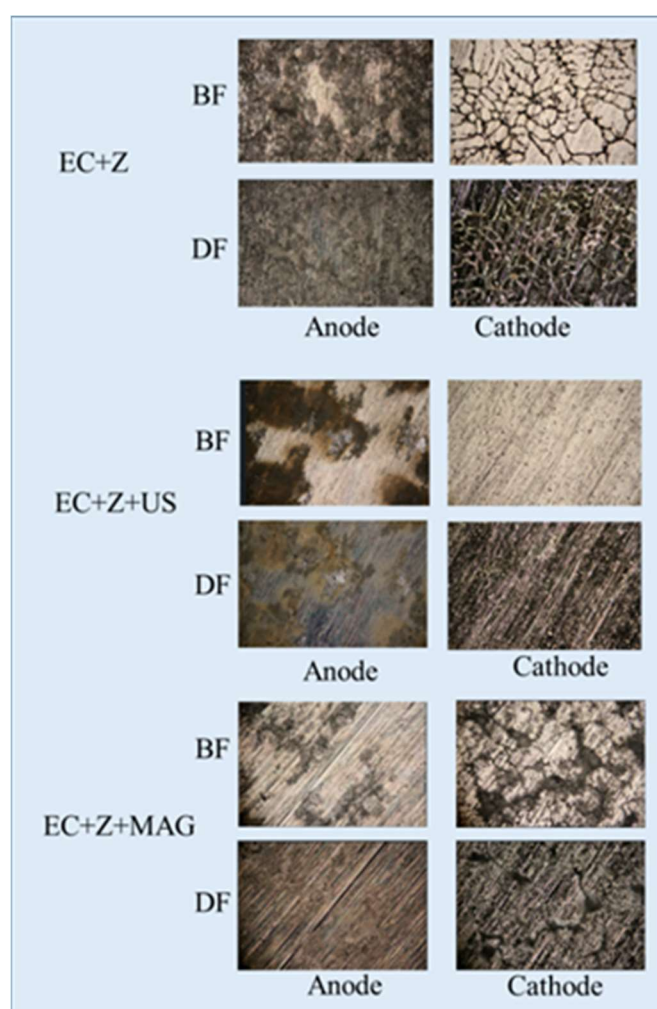 BF
EC+Z
DF
Anode Cathode
BF
EC+Z+US
DF
Anode Cathode
BF
EC+Z+MAG
DF
Anode Cathode